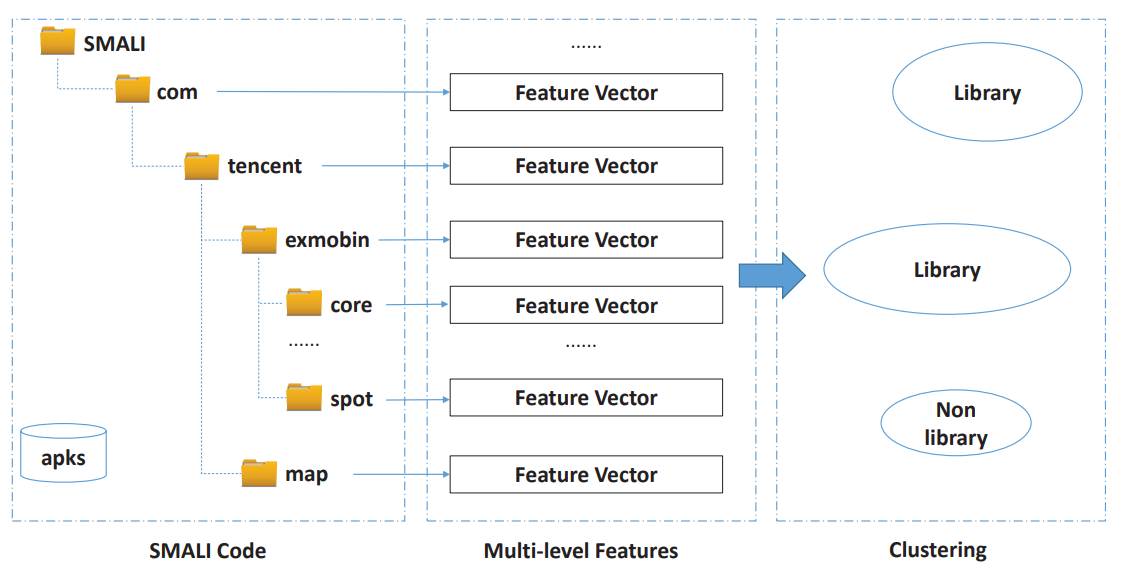 SMALI
com
tencent
exmobin
core
......
spot
map
apks
SMALI Code
......
Feature Vector
Feature Vector
Feature Vector
Feature Vector
......
Feature Vector
Feature Vector
Multi-level Features
Library
Library
Non
library
Clustering